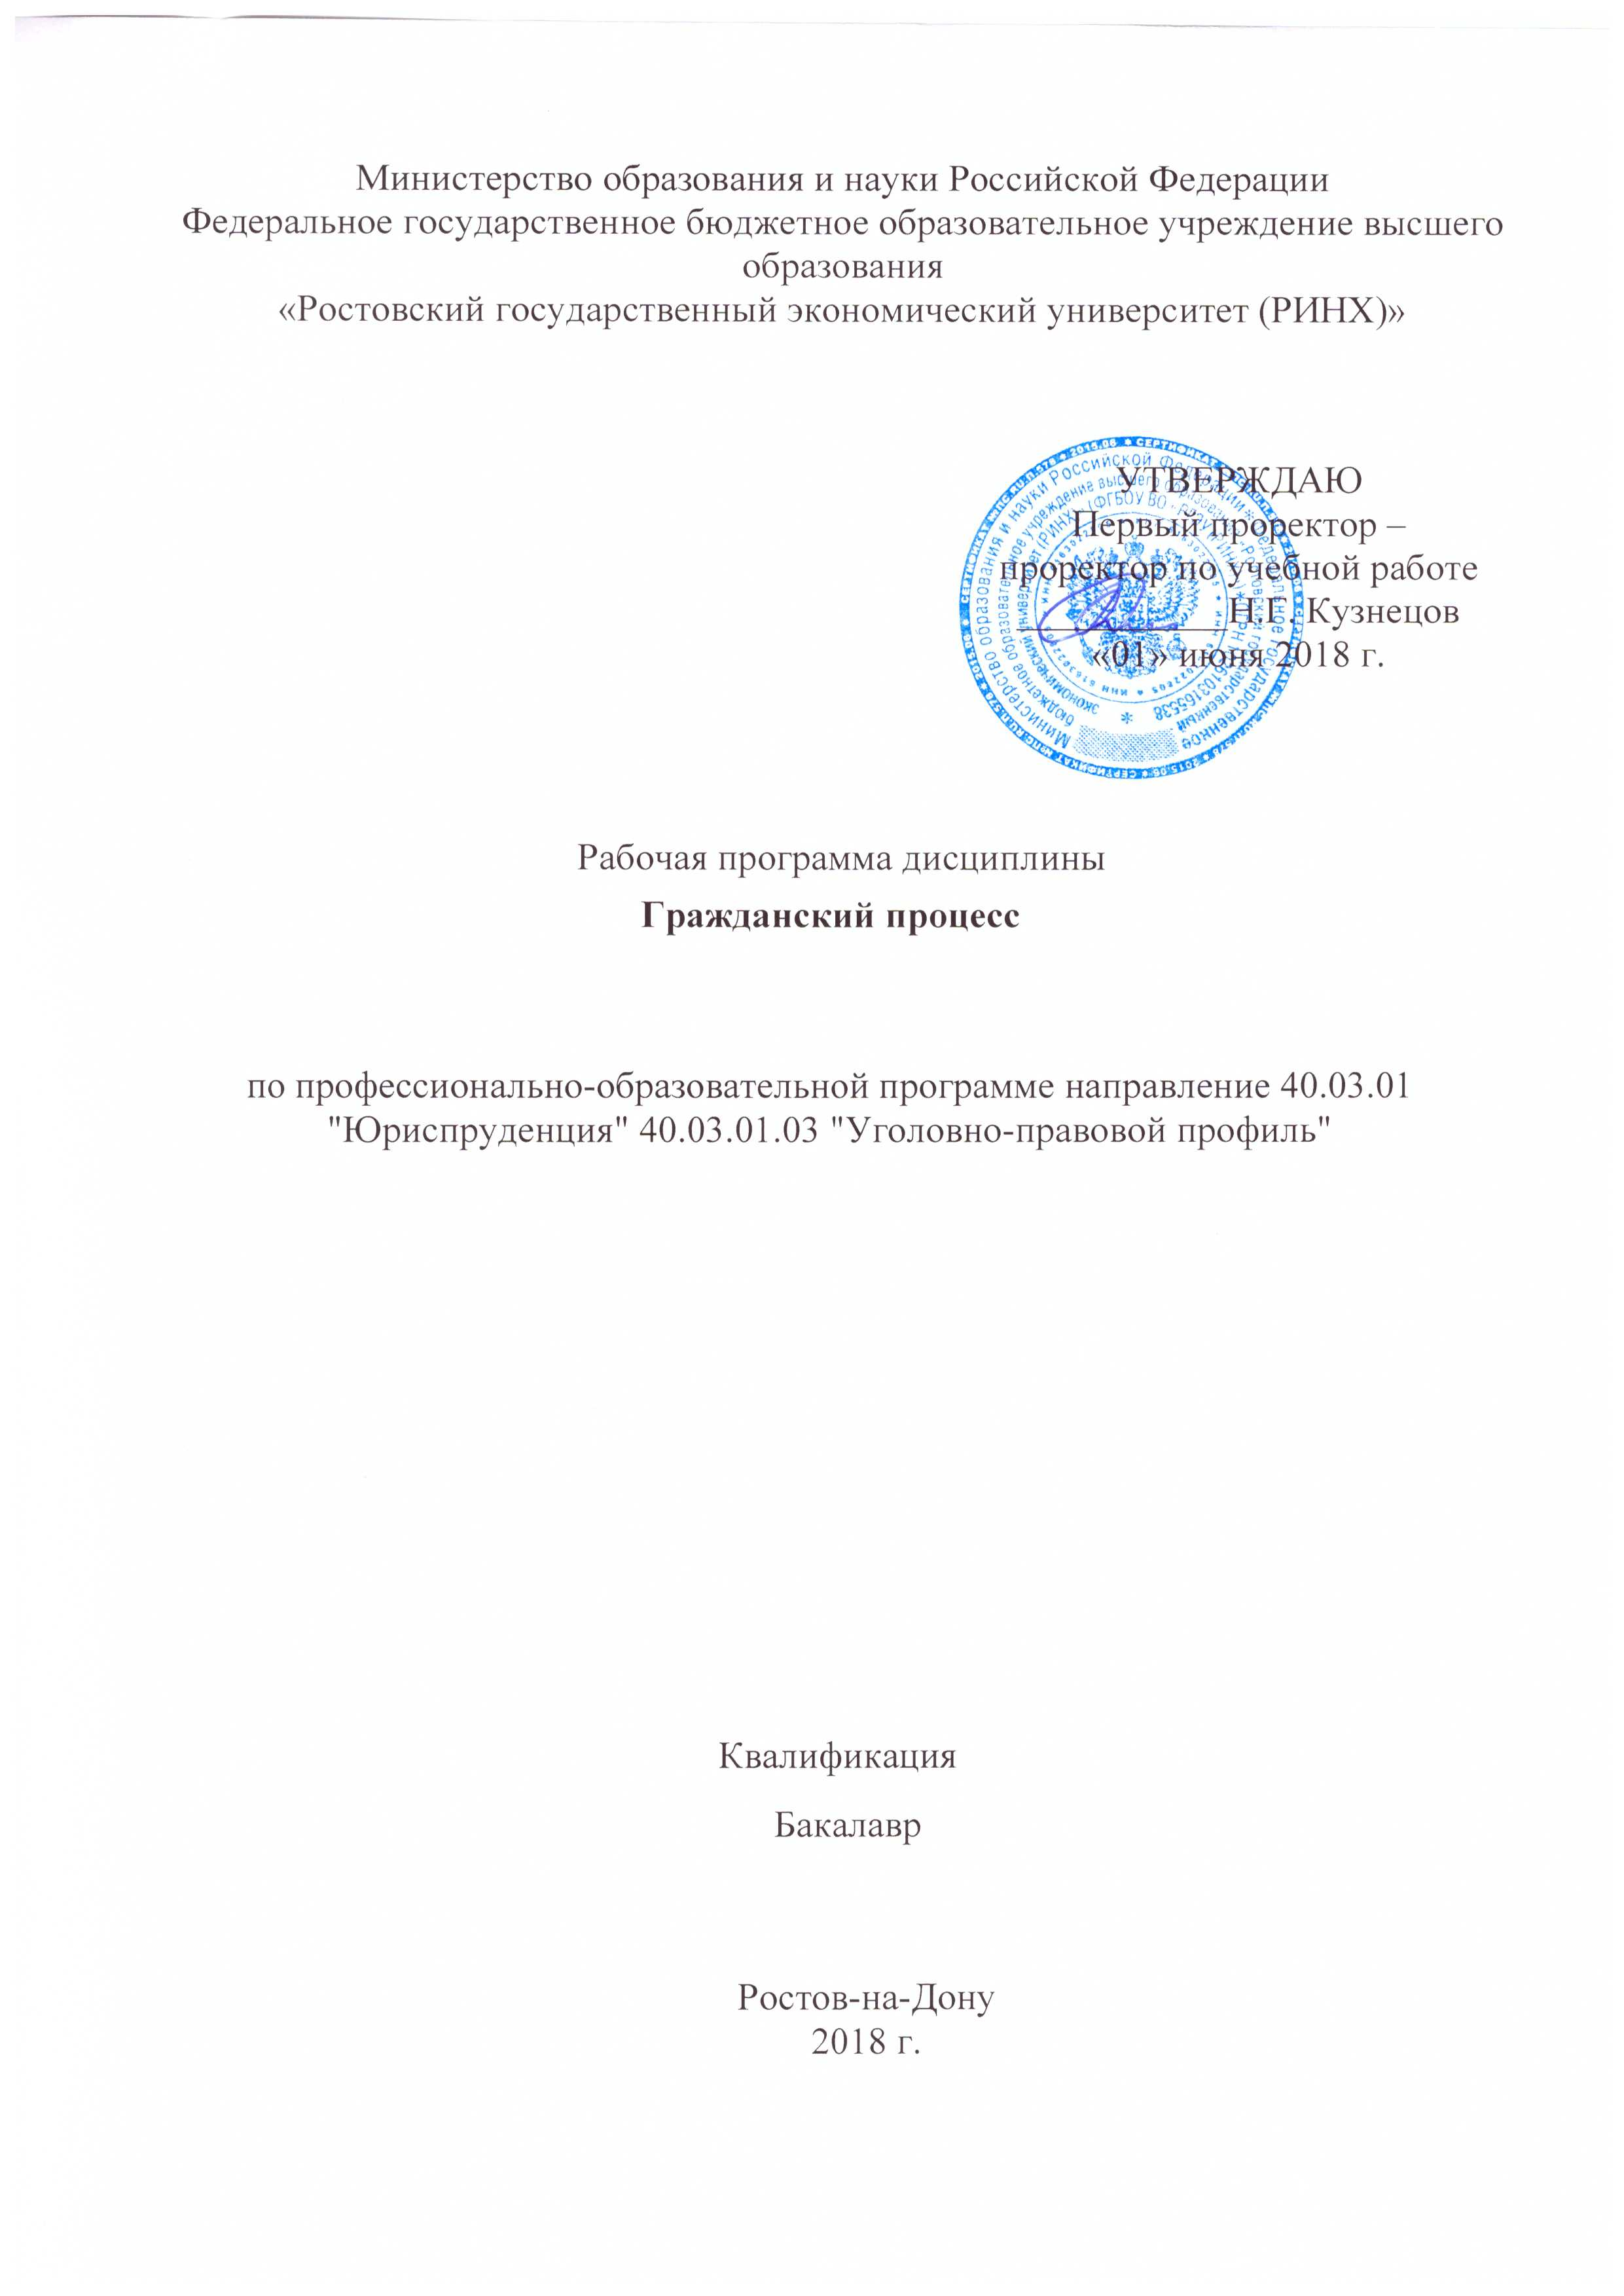 Министерство образования и науки Российской Федерации
Федеральное государственное бюджетное образовательное учреждение высшего
образования
«Ростовский государственный экономический университет (РИНХ)»
УТВЕРЖДАЮ
Первый проректор –
проректор по учебной работе
Н.Г. Кузнецов
«01» июня 2018 г.
Рабочая программа дисциплины
Гражданский процесс
по профессионально-образовательной программе направление 40.03.01
"Юриспруденция" 40.03.01.03 "Уголовно-правовой профиль"
Квалификация
Бакалавр
Ростов-на-Дону
2018 г.